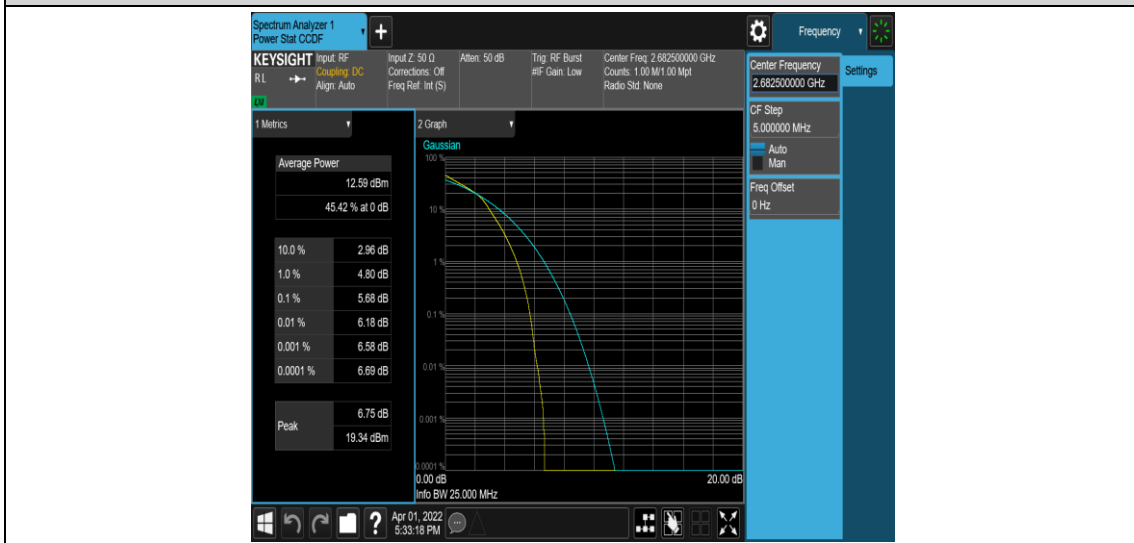 Spectrum Analyzer 1
Power Stat CCDF
+
Frequency
KEYSIGHT
RL
LXI
Input: RF
Coupling: DC
Align: Auto
Input Z: 50 Ω
Corrections: Off
Freq Ref: Int (S)
Atten: 50 dB
Trig: RF Burst
#IF Gain: Low
Center Freq: 2.682500000 GHz
Counts: 1.00 M/1.00 Mpt
Radio Std: None
Center Frequency
2.682500000 GHz
Settings
CF Step
5.000000 MHz
Auto
Man
Freq Offset
0 Hz
1 Metrics
Average Power
12.59 dBm
45.42 % at 0 dB
10.0 % 2.96 dB
1.0 % 4.80 dB
0.1 % 5.68 dB
0.01 % 6.18 dB
0.001 % 6.58 dB
0.0001 % 6.69 dB
Peak
6.75 dB
19.34 dBm
2 Graph
Gaussian
100 %
10 %
1 %
0.1 %
0.01 %
0.001 %
0.0001 %
0.00 dB 20.00 dB
Info BW 25.000 MHz
?
Apr 01, 2022
5:33:18 PM